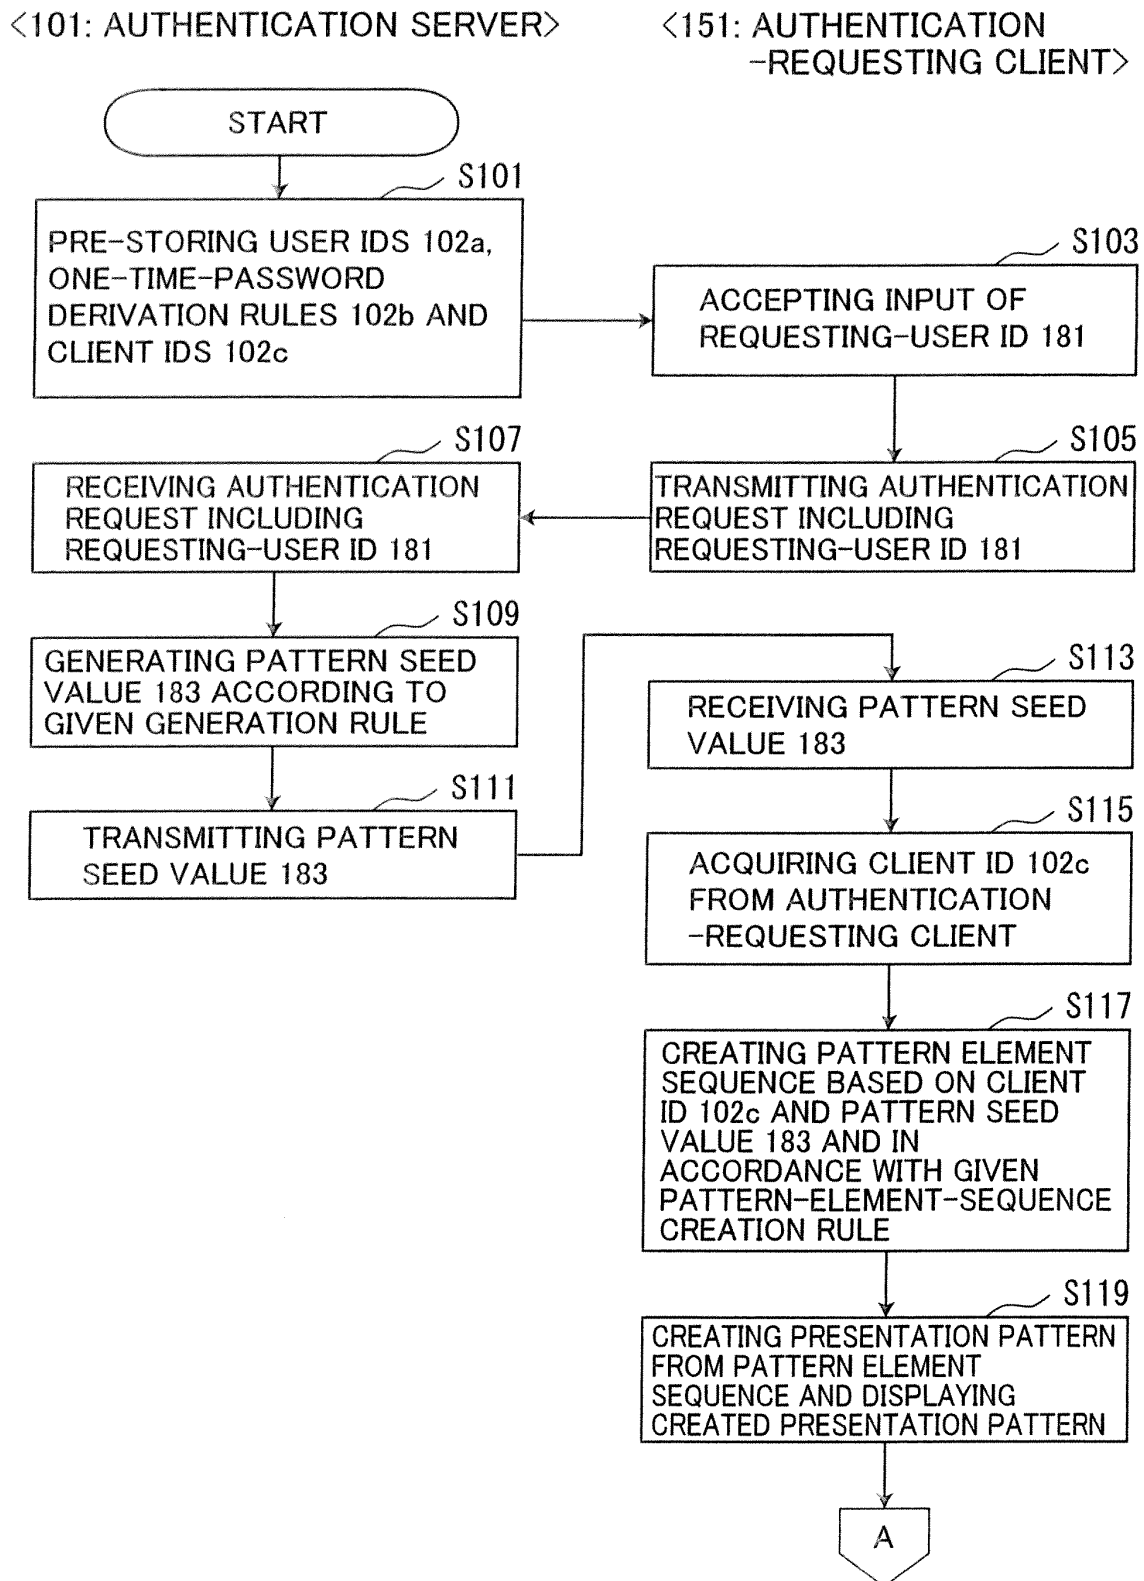 <101: AUTHENTICATION SERVER>
<151: AUTHENTICATION
-REQUESTING CLIENT>
START
S101
PRE-STORING USER IDS 102a,
ONE-TIME-PASSWORD
DERIVATION RULES 102b AND
CLIENT IDS 102c
S103
ACCEPTING INPUT OF
REQUESTING-USER ID 181
S105
TRANSMITTING AUTHENTICATION
REQUEST INCLUDING
REQUESTING-USER ID 181
S107
RECEIVING AUTHENTICATION
REQUEST INCLUDING
REQUESTING-USER ID 181
S109
GENERATING PATTERN SEED
VALUE 183 ACCORDING TO
GIVEN GENERATION RULE
S111
TRANSMITTING PATTERN
SEED VALUE 183
S113
RECEIVING PATTERN SEED
VALUE 183
S115
ACQUIRING CLIENT ID 102c
FROM AUTHENTICATION
-REQUESTING CLIENT
S117
CREATING PATTERN ELEMENT
SEQUENCE BASED ON CLIENT
ID 102c AND PATTERN SEED
VALUE 183 AND IN
ACCORDANCE WITH GIVEN
PATTERN-ELEMENT-SEQUENCE
CREATION RULE
S119
CREATING PRESENTATION PATTERN
FROM PATTERN ELEMENT
SEQUENCE AND DISPLAYING
CREATED PRESENTATION PATTERN
A